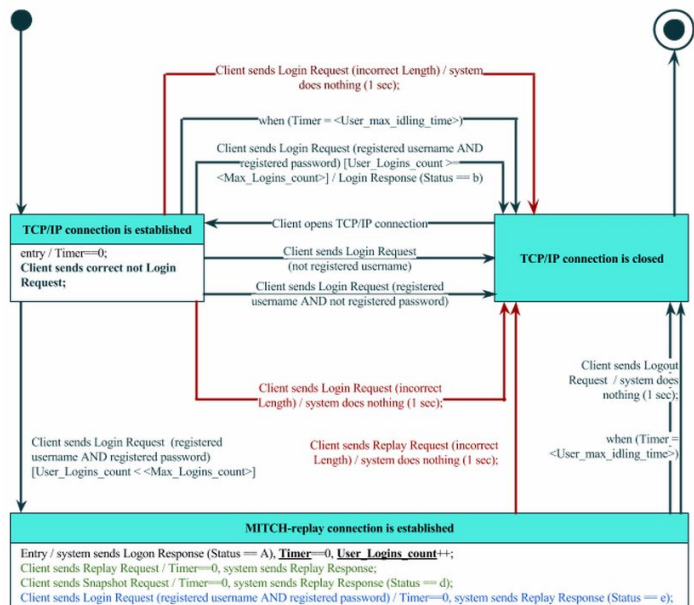 Client sends Login Request (incorrect Length) / system
does nothing (1 sec);
when (Timer = <User_max_idling_time>)
Client sends Login Request (registered username AND
registered password) [User_Logins_count >=
<Max_Logins_count>] / Login Response (Status == b)
TCP/IP connection is established
entry / Timer==0;
Client sends correct not Login
Request;
Client opens TCP/IP connection
Client sends Login Request
(not registered username)
Client sends Login Request (registered
username AND not registered password)
TCP/IP connection is closed
Client sends Login Request (incorrect
Length) / system does nothing (1 sec);
Client sends Logout
Request / system does
nothing (1 sec);
Client sends Login Request (registered
username AND registered password)
[User_Logins_count < <Max_Logins_count>]
Client sends Replay Request (incorrect
Length) / system does nothing (1 sec);
when (Timer =
<User_max_idling_time>)
MITCH-replay connection is established
Entry / system sends Logon Response (Status == A), Timer==0, User_Logins_count++;
Client sends Replay Request / Timer==0, system sends Replay Response;
Client sends Snapshot Request / Timer==0, system sends Replay Response (Status == d);
Client sends Login Request (registered username AND registered password) / Timer==0, system sends Replay Response (Status == e);